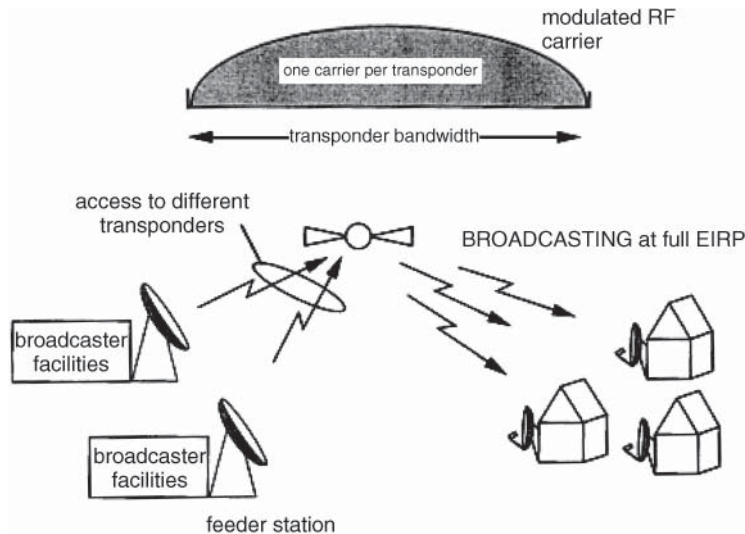 modulated RF
carrier
one carrier per transponder
transponder bandwidth
access to different
transponders
BROADCASTING at full EIRP
broadcaster
facilities
broadcaster
facilities
feeder station